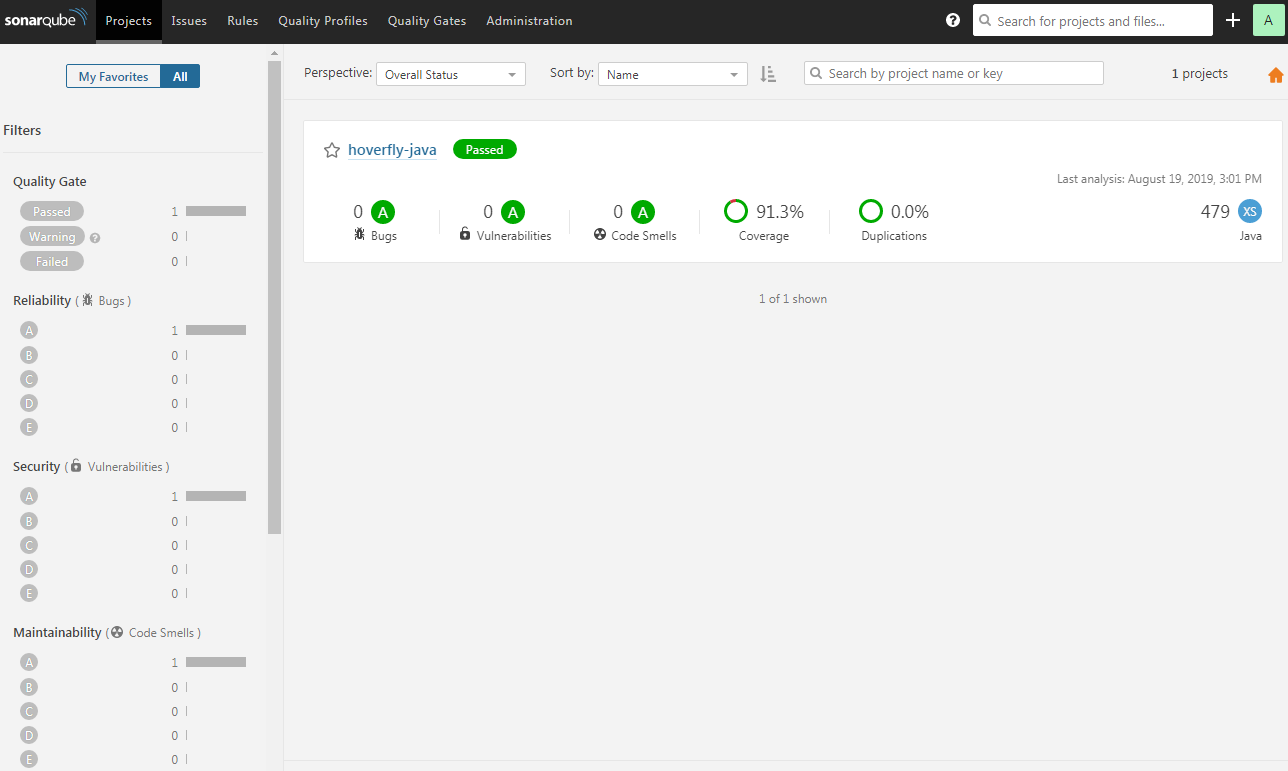 sonarqube Projects Issues Rules Quality Profiles Quality Gates Administration ? Search for projects and files... A
My Favorites All
Perspective: Overall Status Sort by: Name Search by project name or key 1 projects
Filters
Quality Gate
Passed 1
Warning ? 0
Failed 0
Reliability ( Bugs )
A 1
B 0
C 0
D 0
E 0
Security ( Vulnerabilities )
A 1
B 0
C 0
D 0
E 0
Maintainability ( Code Smells )
A 1
B 0
C 0
D 0
E 0
hoverfly-java Passed
Last analysis: August 19, 2019, 3:01 PM
0 A 0 A 0 A 91.3% 0.0% 479 XS
Bugs Vulnerabilities Code Smells Coverage Duplications Java
1 of 1 shown